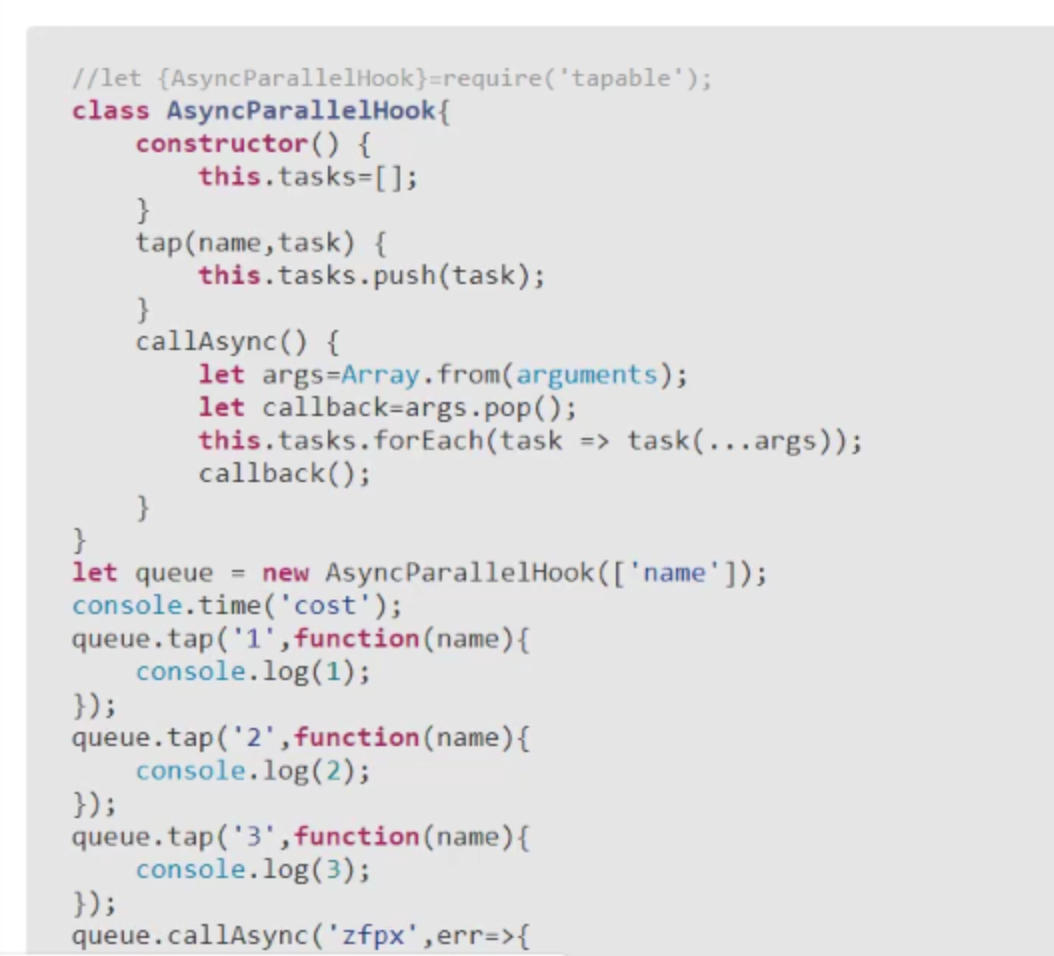 //let {AsyncParallelHook}=require('tapable');
class AsyncParallelHook{
    constructor() {
        this.tasks=[];
    }
    tap(name,task) {
        this.tasks.push(task);
    }
    callAsync() {
        let args=Array.from(arguments);
        let callback=args.pop();
        this.tasks.forEach(task => task(...args));
        callback();
    }
}
let queue = new AsyncParallelHook(['name']);
console.time('cost');
queue.tap('1',function(name){
    console.log(1);
});
queue.tap('2',function(name){
    console.log(2);
});
queue.tap('3',function(name){
    console.log(3);
});
queue.callAsync('zfpx',err=>{